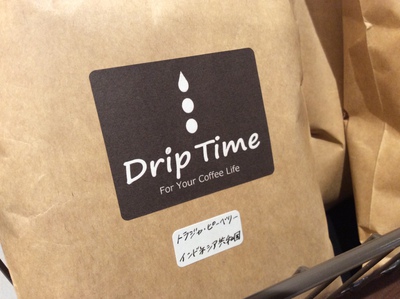 Drip Time
For Your Coffee Life
トラジャ・ピーベリー
インドネシア共和国